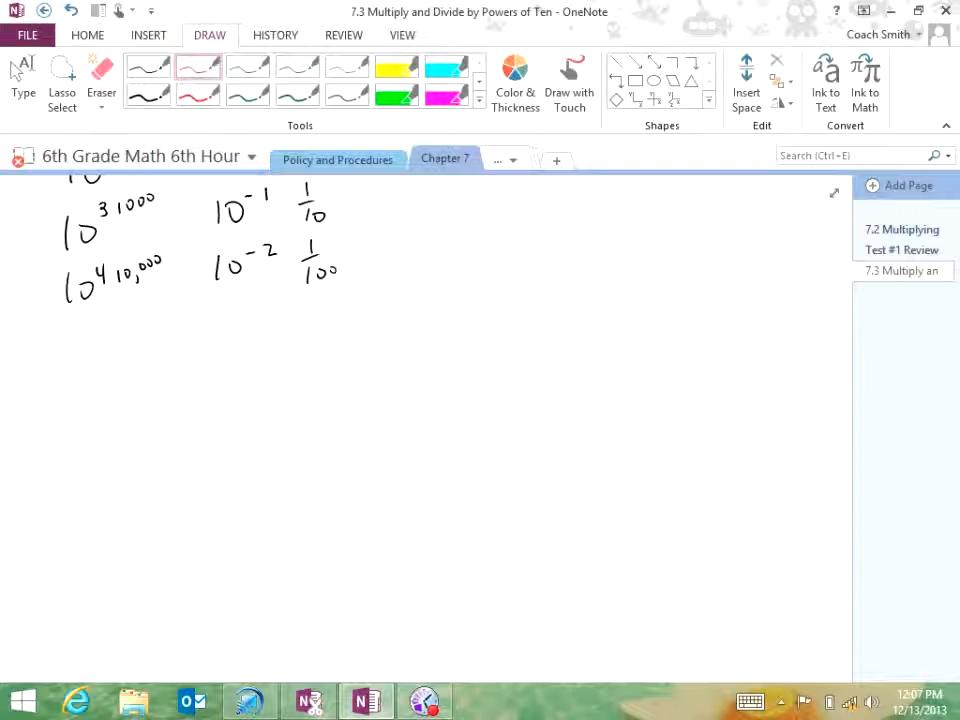 7.3 Multiply and Divide by Powers of Ten - OneNote
?
FILE HOME INSERT DRAW HISTORY REVIEW VIEW Coach Smith
Type Lasso Select Eraser Color & Thickness Draw with Touch Insert Space Ink to Text Ink to Math
Tools Shapes Edit Convert
6th Grade Math 6th Hour Policy and Procedures Chapter 7 ... + Search (Ctrl+E)
Add Page
7.2 Multiplying
Test #1 Review
7.3 Multiply an
10
10³ 1000 10⁻¹ 1/10
10⁴ 10,000 10⁻² 1/100
12:07 PM
12/13/2013